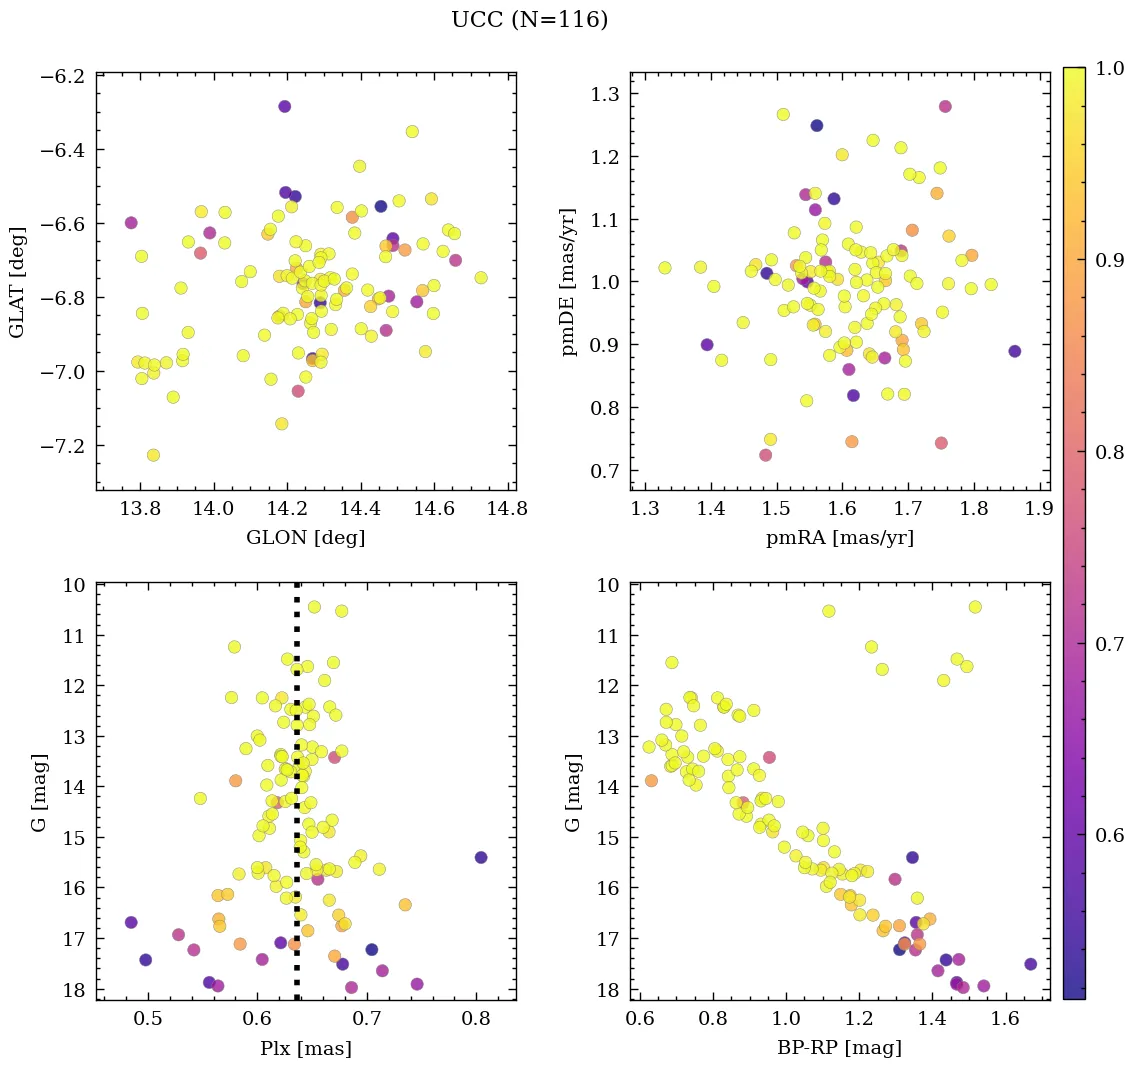 UCC (N=116)
−6.2
−6.4
−6.6
−6.8
−7.0
−7.2
GLAT [deg]
13.8 14.0 14.2 14.4 14.6 14.8
GLON [deg]
1.3
1.2
1.1
1.0
0.9
0.8
0.7
pmDE [mas/yr]
1.3 1.4 1.5 1.6 1.7 1.8 1.9
pmRA [mas/yr]
1.0
0.9
0.8
0.7
0.6
10
11
12
13
14
15
16
17
18
G [mag]
0.5 0.6 0.7 0.8
Plx [mas]
10
11
12
13
14
15
16
17
18
G [mag]
0.6 0.8 1.0 1.2 1.4 1.6
BP-RP [mag]